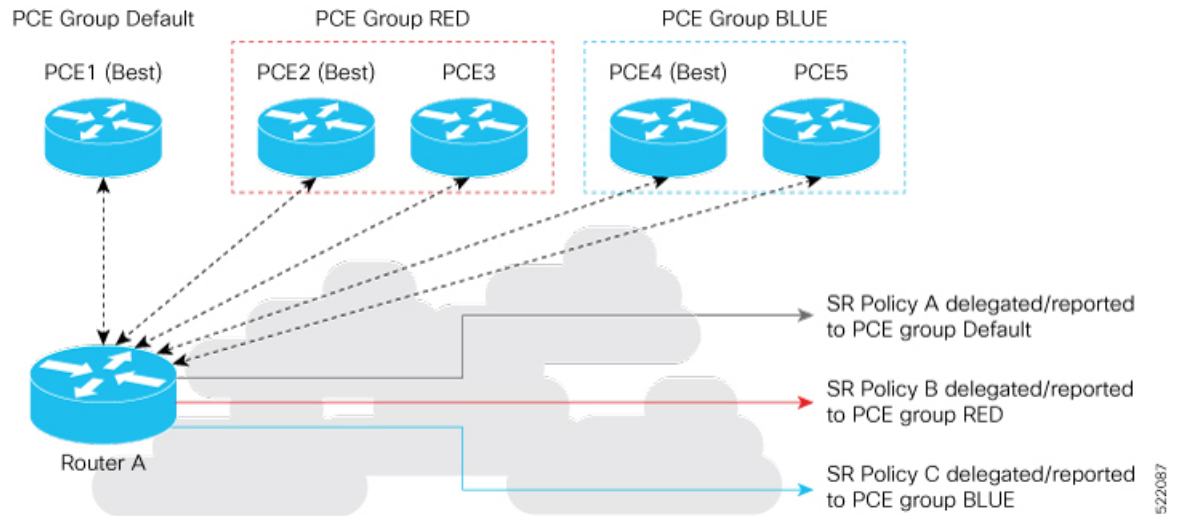 PCE Group Default
PCE Group RED
PCE Group BLUE
PCE1 (Best)
PCE2 (Best)
PCE3
PCE4 (Best)
PCE5
SR Policy A delegated/reported
to PCE group Default
SR Policy B delegated/reported
to PCE group RED
Router A
SR Policy C delegated/reported
to PCE group BLUE
522087